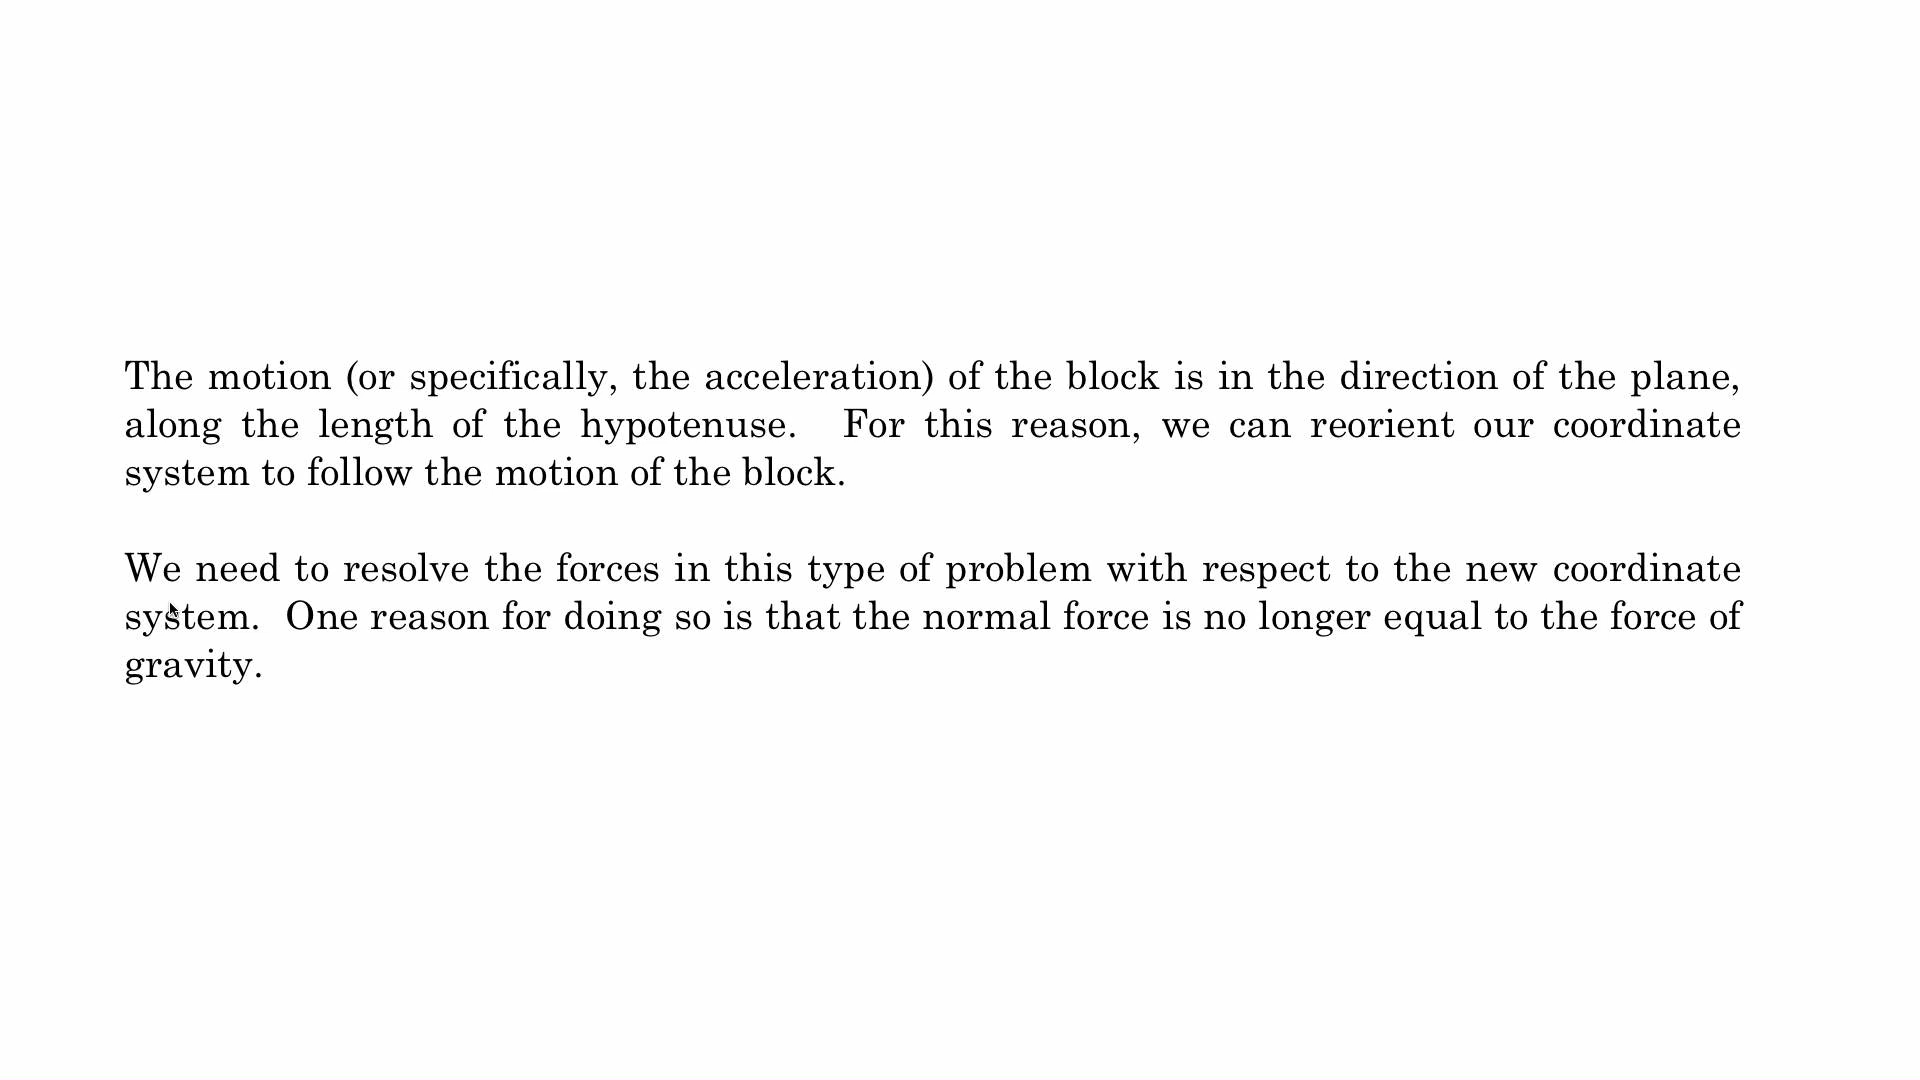 The motion (or specifically, the acceleration) of the block is in the direction of the plane,
along the length of the hypotenuse.  For this reason, we can reorient our coordinate
system to follow the motion of the block.
We need to resolve the forces in this type of problem with respect to the new coordinate
system.  One reason for doing so is that the normal force is no longer equal to the force of
gravity.